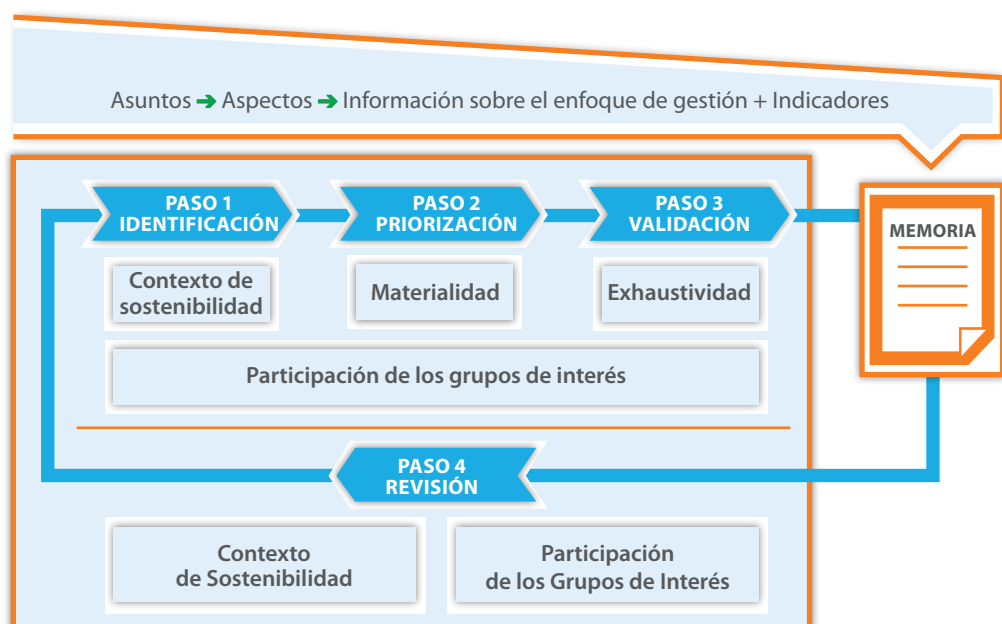 Asuntos ➔ Aspectos ➔ Información sobre el enfoque de gestión + Indicadores
PASO 1
IDENTIFICACIÓN
PASO 2
PRIORIZACIÓN
PASO 3
VALIDACIÓN
MEMORIA
Contexto de
sostenibilidad
Materialidad
Exhaustividad
Participación de los grupos de interés
PASO 4
REVISIÓN
Contexto
de Sostenibilidad
Participación
de los Grupos de Interés